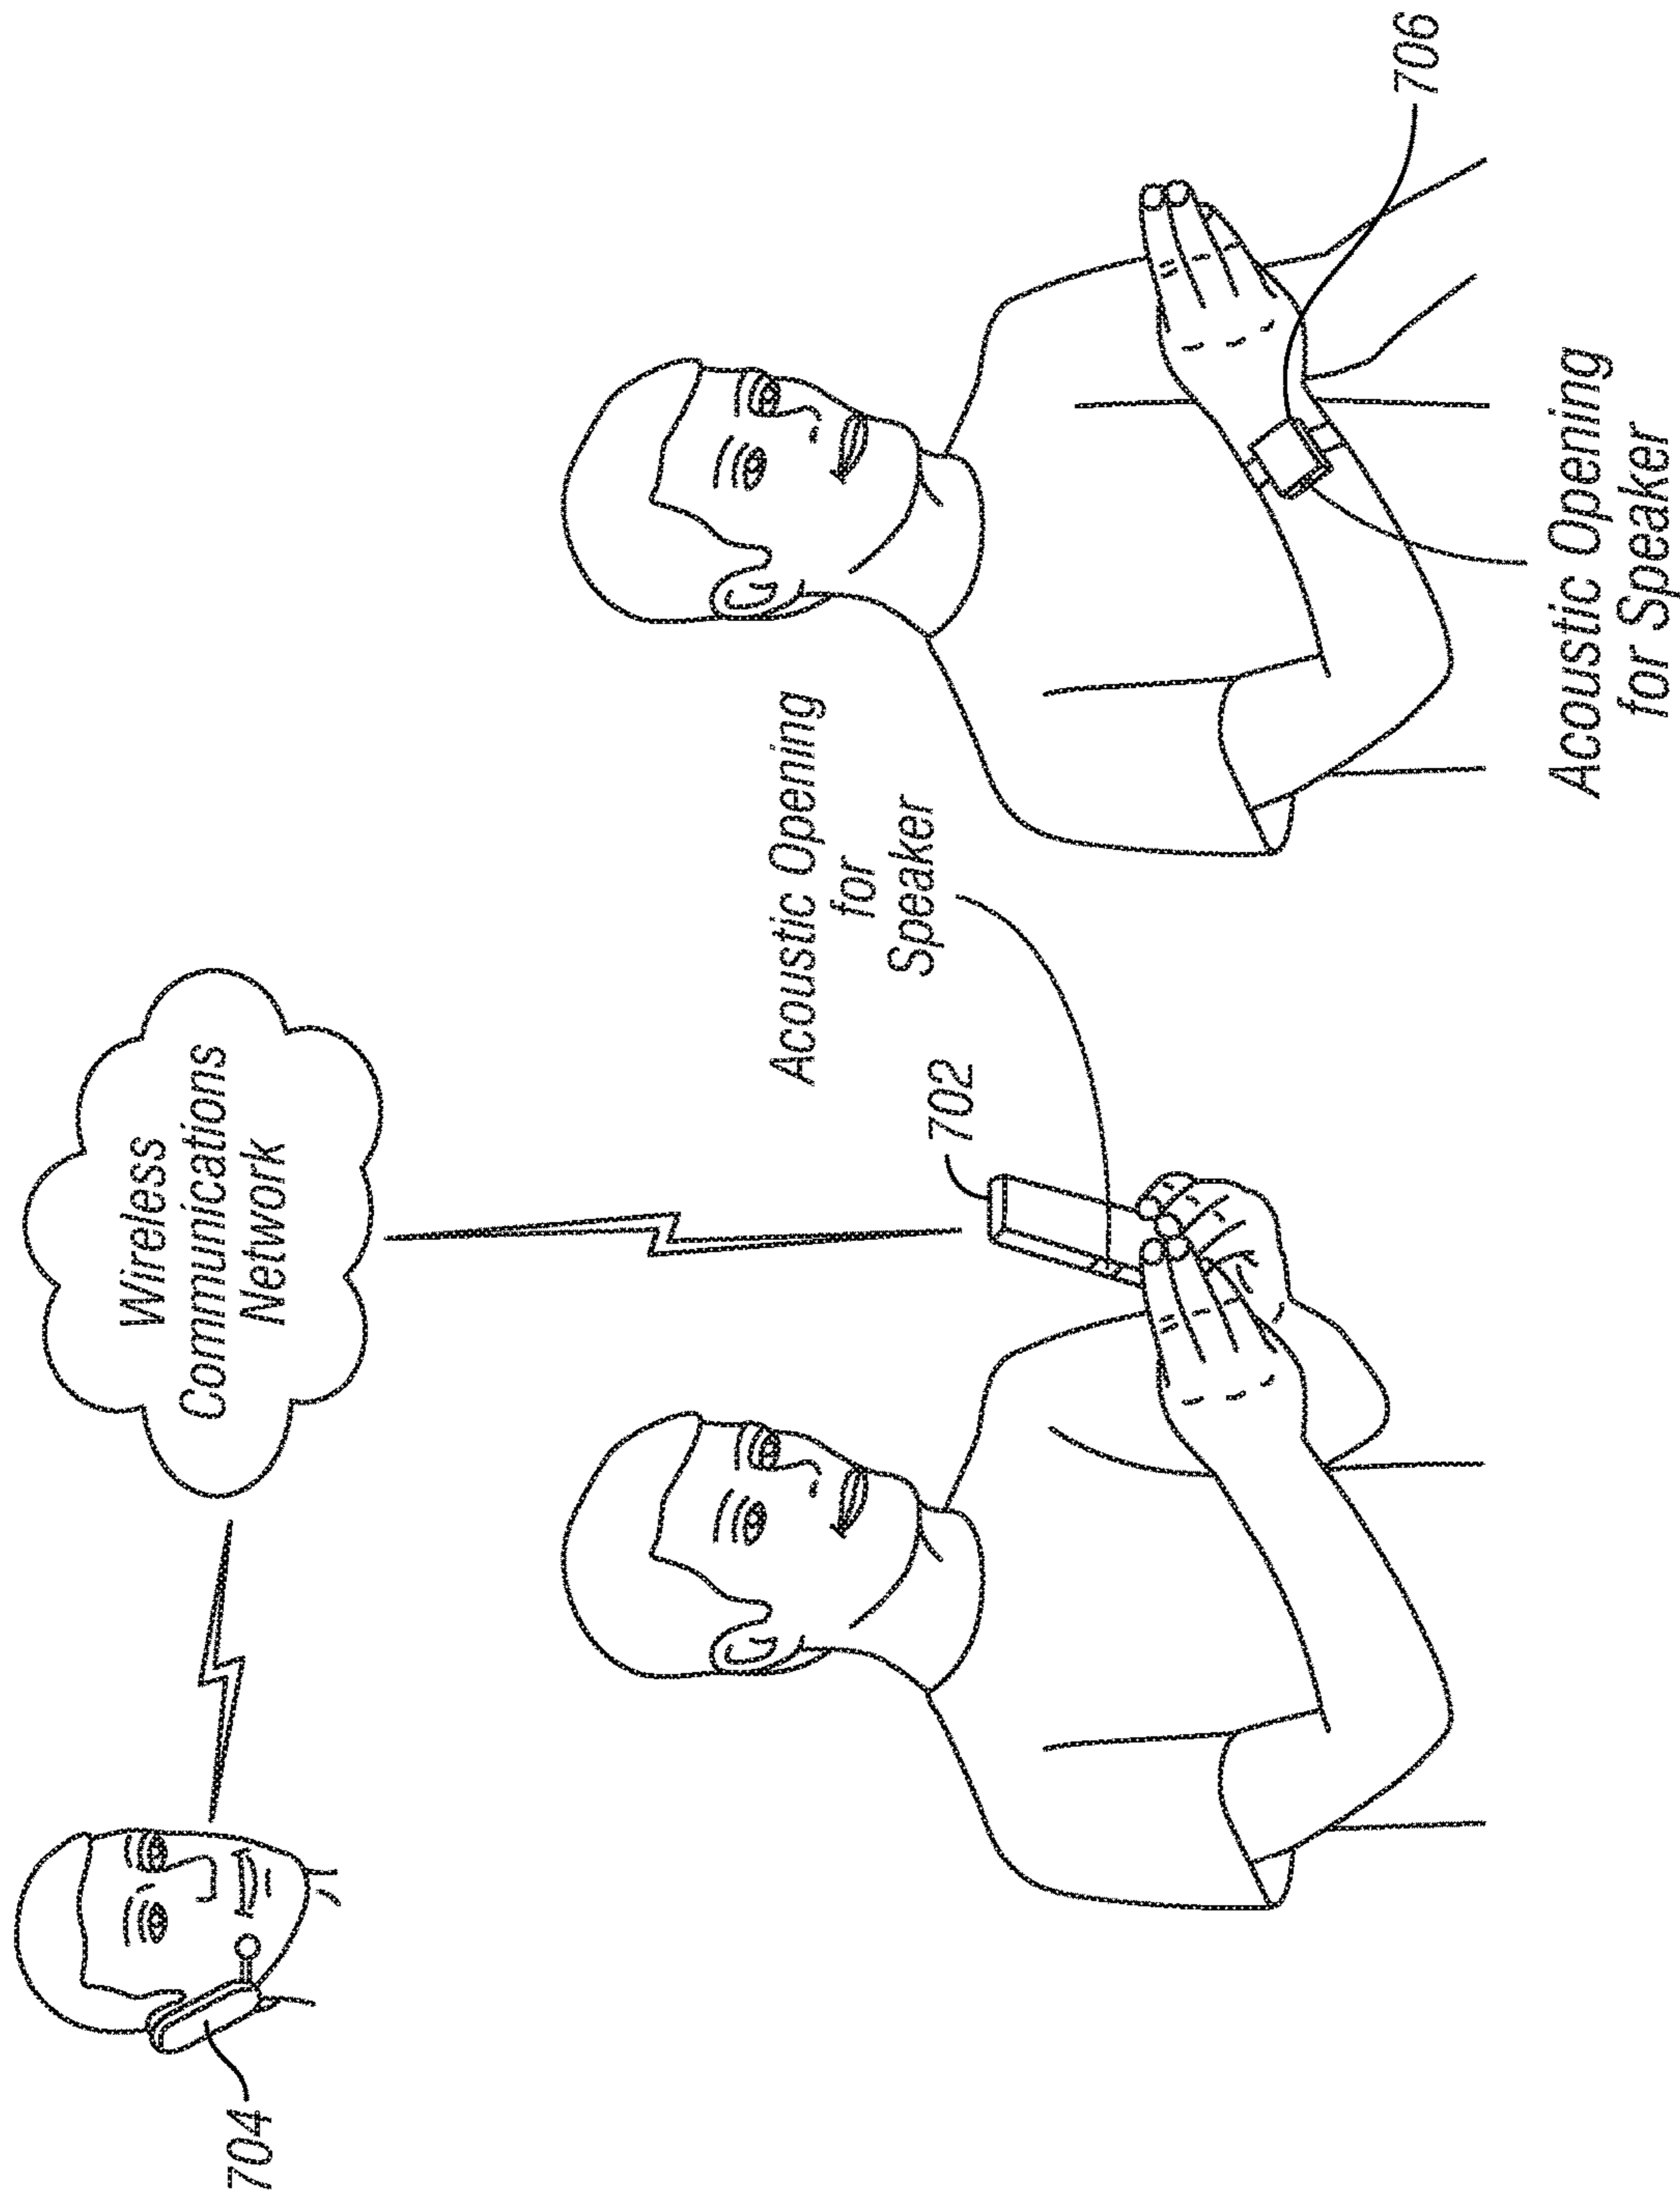 Wireless
Communications
Network
704
702
Acoustic Opening
for
Speaker
706
Acoustic Opening
for Speaker